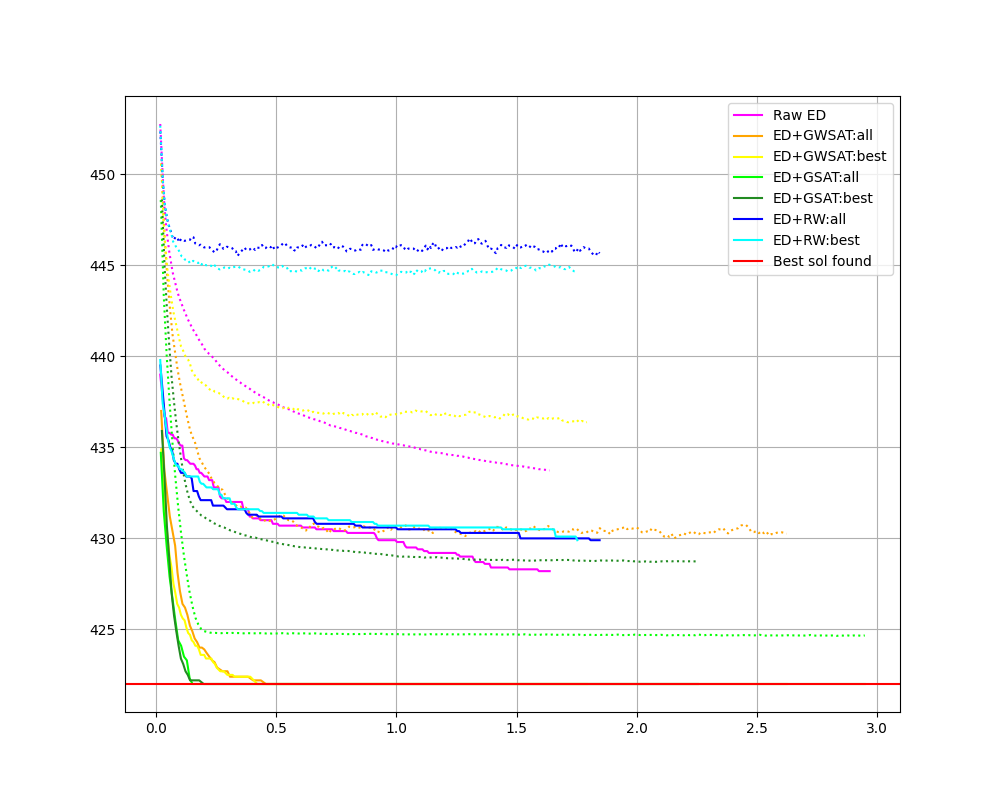 Raw ED
ED+GWSAT:all
ED+GWSAT:best
ED+GSAT:all
ED+GSAT:best
ED+RW:all
ED+RW:best
Best sol found
450
445
440
435
430
425
0.0 0.5 1.0 1.5 2.0 2.5 3.0